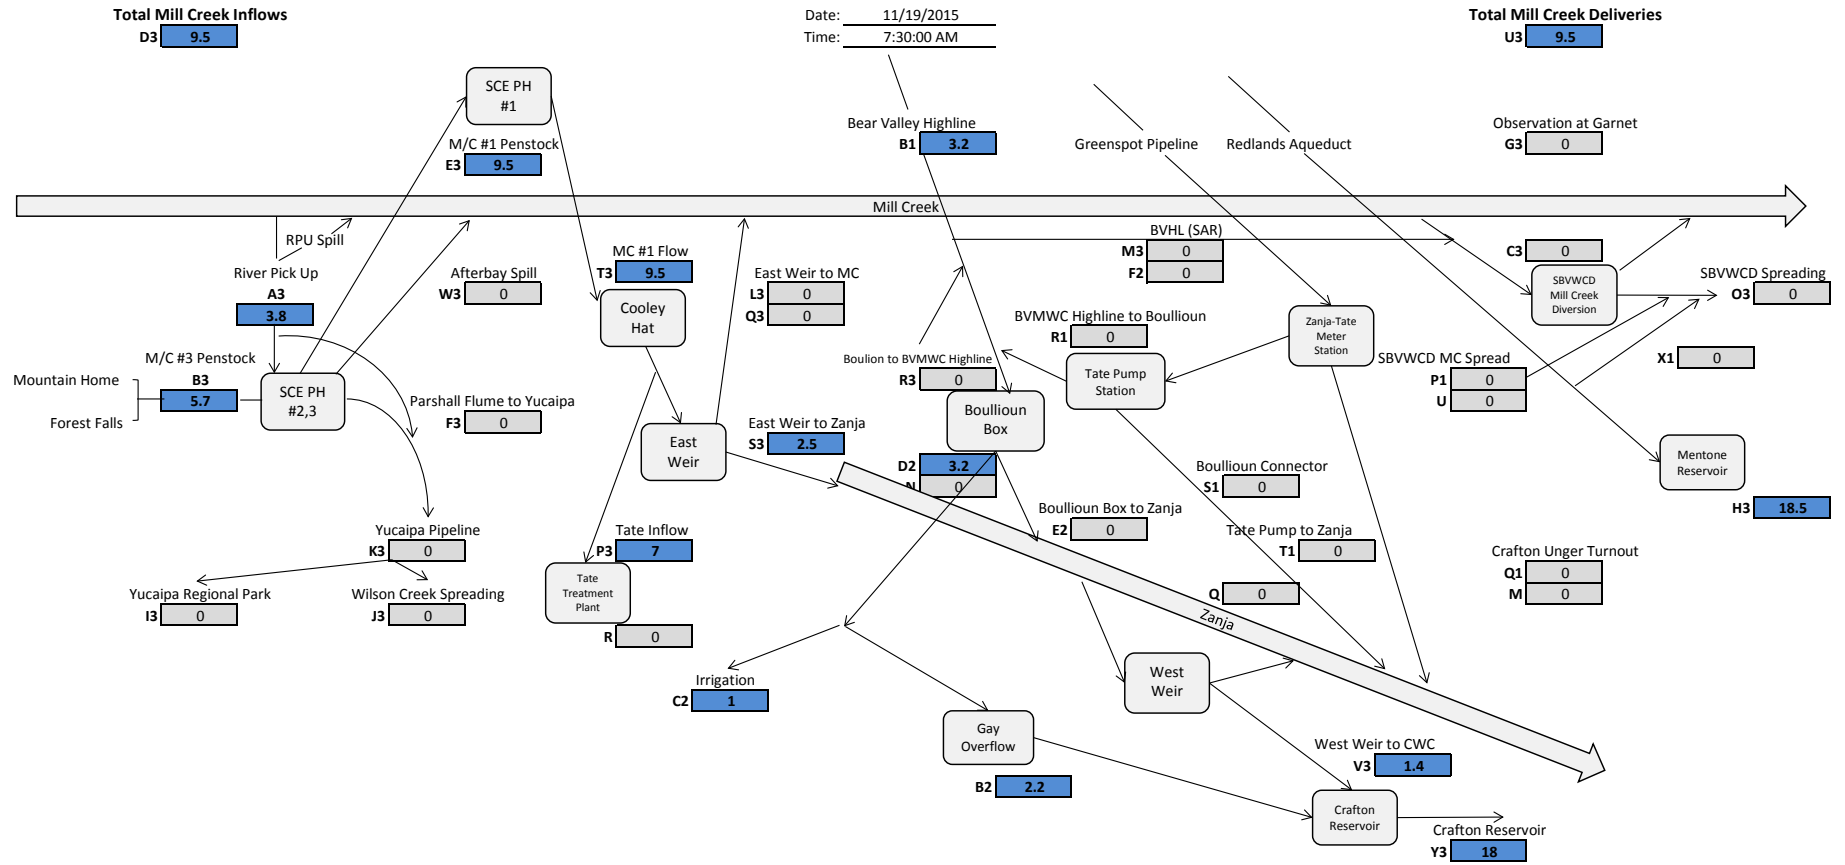 Total Mill Creek Inflows
D3 9.5
Date: 11/19/2015
Time: 7:30:00 AM
Total Mill Creek Deliveries
U3 9.5
SCE PH
#1
M/C #1 Penstock
E3 9.5
Bear Valley Highline
B1 3.2
Greenspot Pipeline
Redlands Aqueduct
Observation at Garnet
G3 0
Mill Creek
RPU Spill
River Pick Up
A3
3.8
Afterbay Spill
W3 0
MC #1 Flow
T3 9.5
Cooley
Hat
East Weir to MC
L3 0
Q3 0
BVHL (SAR)
M3 0
F2 0
C3 0
SBVWCD
Mill Creek
Diversion
SBVWCD Spreading
O3 0
BVMWC Highline to Boullioun
R1 0
Zanja-Tate
Meter
Station
M/C #3 Penstock
B3
5.7
Mountain Home
Forest Falls
SCE PH
#2,3
Boulion to BVMWC Highline
R3 0
Tate Pump
Station
SBVWCD MC Spread
P1 0
U 0
X1 0
Parshall Flume to Yucaipa
F3 0
Boullioun
Box
East
Weir
East Weir to Zanja
S3 2.5
D2 3.2
N 0
Boullioun Connector
S1 0
Mentone
Reservoir
H3 18.5
Boullioun Box to Zanja
E2 0
Yucaipa Pipeline
K3 0
Tate Inflow
P3 7
Tate Pump to Zanja
T1 0
Crafton Unger Turnout
Q1 0
M 0
Yucaipa Regional Park
I3 0
Wilson Creek Spreading
J3 0
Tate
Treatment
Plant
R 0
Q 0
Zanja
Irrigation
C2 1
West
Weir
Gay
Overflow
B2 2.2
West Weir to CWC
V3 1.4
Crafton
Reservoir
Crafton Reservoir
Y3 18